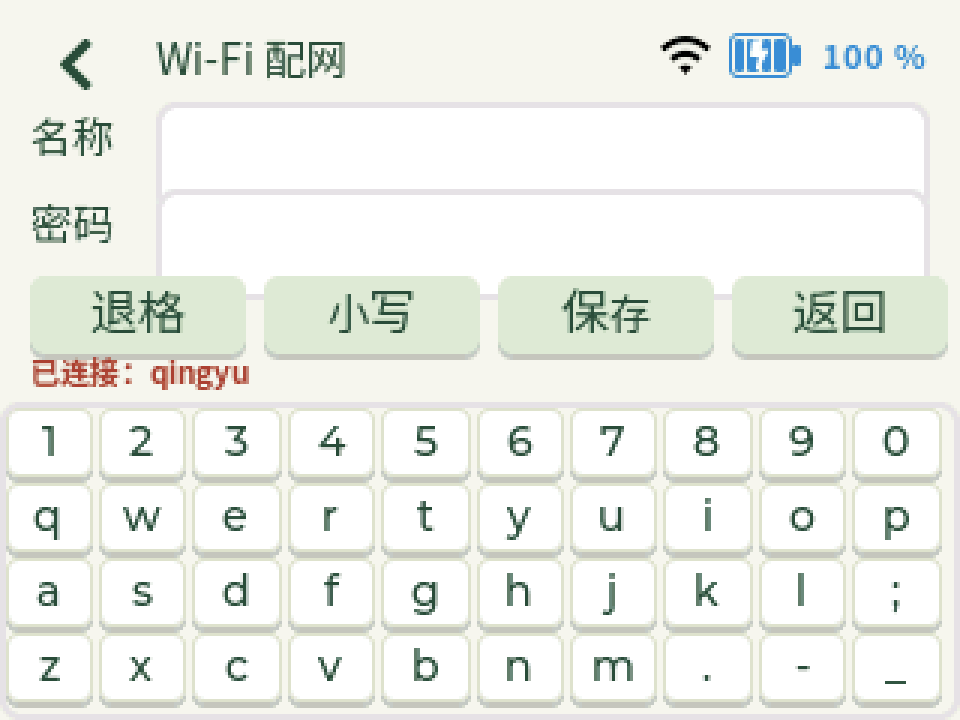 Wi-Fi 配网 100 %
名称
密码
退格 小写 保存 返回
已连接：qingyu
1 2 3 4 5 6 7 8 9 0
q w e r t y u i o p
a s d f g h j k l ;
z x c v b n m . - _